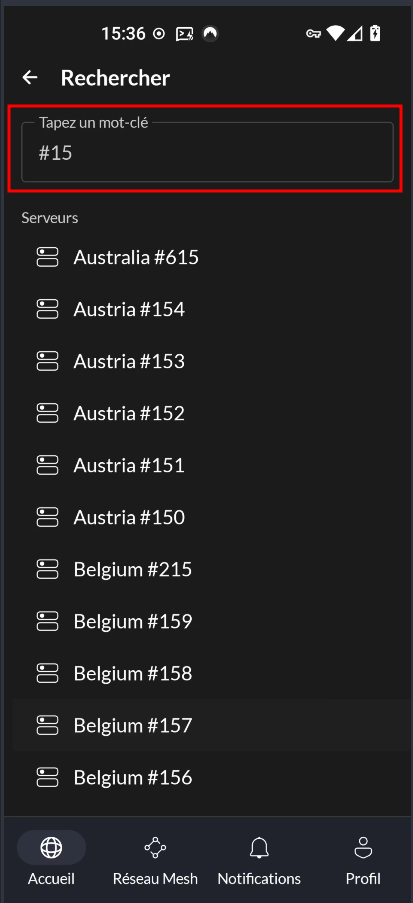 15:36
Rechercher
Tapez un mot-clé
#15
Serveurs
Australia #615
Austria #154
Austria #153
Austria #152
Austria #151
Austria #150
Belgium #215
Belgium #159
Belgium #158
Belgium #157
Belgium #156
Accueil Réseau Mesh Notifications Profil